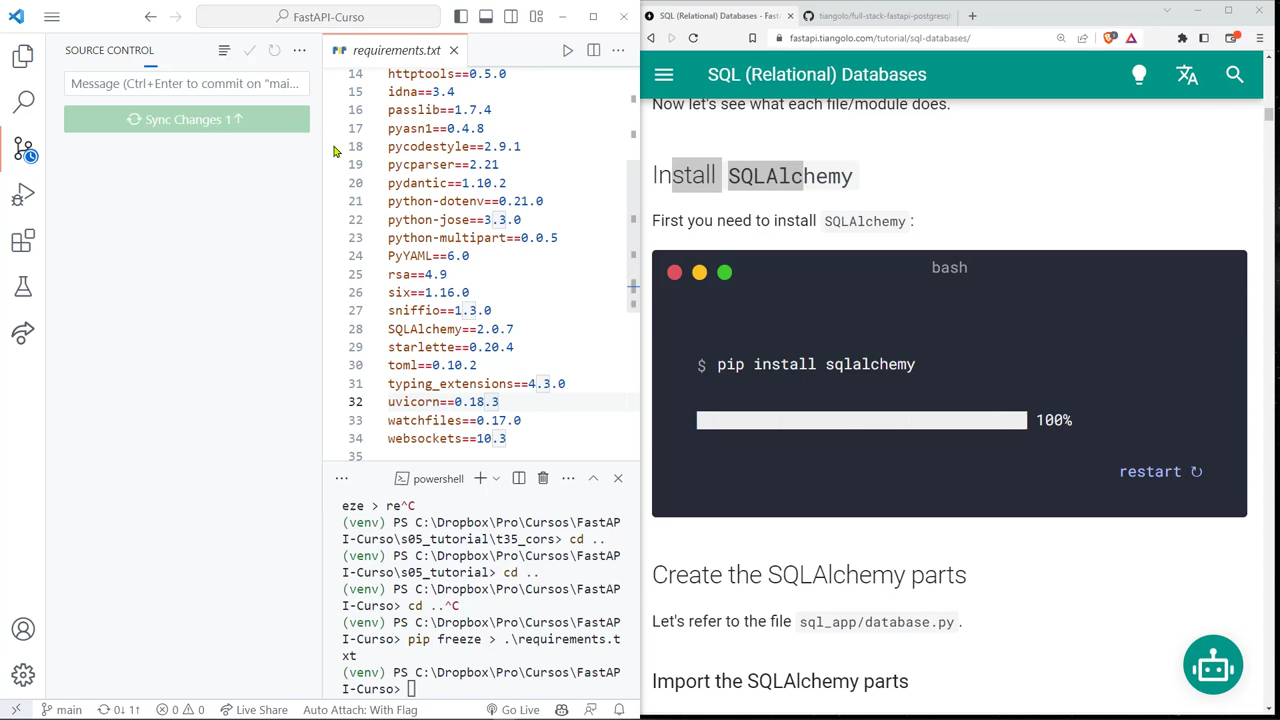 FastAPI-Curso
SOURCE CONTROL
Message (Ctrl+Enter to commit on "mai...
Sync Changes 1↑
requirements.txt
14 httptools==0.5.0
15 idna==3.4
16 passlib==1.7.4
17 pyasn1==0.4.8
18 pycodestyle==2.9.1
19 pycparser==2.21
20 pydantic==1.10.2
21 python-dotenv==0.21.0
22 python-jose==3.3.0
23 python-multipart==0.0.5
24 PyYAML==6.0
25 rsa==4.9
26 six==1.16.0
27 sniffio==1.3.0
28 SQLAlchemy==2.0.7
29 starlette==0.20.4
30 toml==0.10.2
31 typing_extensions==4.3.0
32 uvicorn==0.18.3
33 watchfiles==0.17.0
34 websockets==10.3
35
powershell
eze > re^C
(venv) PS C:\Dropbox\Pro\Cursos\FastAP
I-Curso\s05_tutorial\t35_cors> cd ..
(venv) PS C:\Dropbox\Pro\Cursos\FastAP
I-Curso\s05_tutorial> cd ..
(venv) PS C:\Dropbox\Pro\Cursos\FastAP
I-Curso> cd ..^C
(venv) PS C:\Dropbox\Pro\Cursos\FastAP
I-Curso> pip freeze > .\requirements.t
xt
(venv) PS C:\Dropbox\Pro\Cursos\FastAP
I-Curso>
main 0↓ 1↑ 0 0 Live Share Auto Attach: With Flag Go Live
SQL (Relational) Databases - Fast
tiangolo/full-stack-fastapi-postgresql
fastapi.tiangolo.com/tutorial/sql-databases/
SQL (Relational) Databases
Now let's see what each file/module does.
Install SQLAlchemy
First you need to install SQLAlchemy :
bash
$ pip install sqlalchemy
100%
restart ↻
Create the SQLAlchemy parts
Let's refer to the file sql_app/database.py.
Import the SQLAlchemy parts